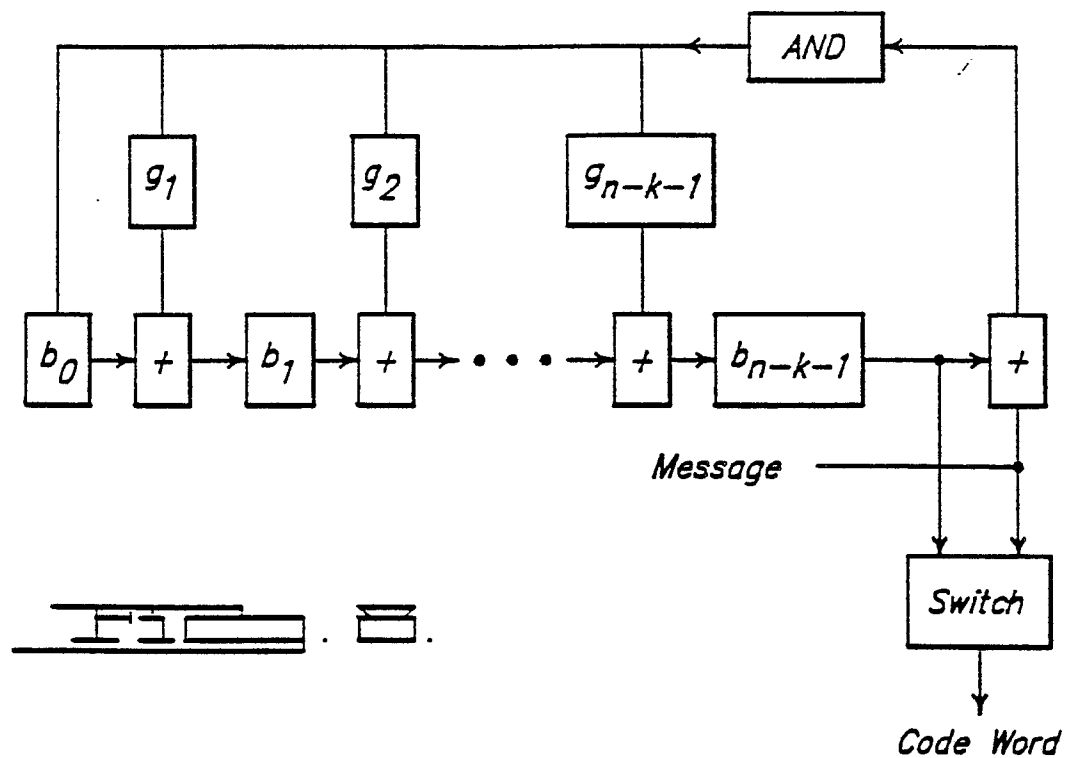 AND
g1 g2 gn-k-1
b0 + b1 + • • • + bn-k-1 +
Message
Switch
Code Word